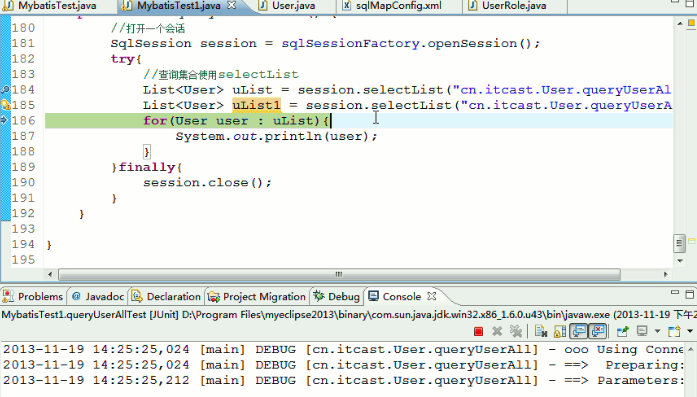 MybatisTest.java MybatisTest1.java User.java sqlMapConfig.xml UserRole.java
180 //打开一个会话
181 SqlSession session = sqlSessionFactory.openSession();
182 try{
183 //查询集合使用selectList
184 List<User> uList = session.selectList("cn.itcast.User.queryUserAl
185 List<User> uList1 = session.selectList("cn.itcast.User.queryUserA
186 for(User user : uList){
187 System.out.println(user);
188 }
189 }finally{
190 session.close();
191 }
192 }
193
194 }
195
Problems @ Javadoc Declaration Project Migration Debug Console
MybatisTest1.queryUserAllTest [JUnit] D:\Program Files\myeclipse2013\binary\com.sun.java.jdk.win32.x86_1.6.0.u43\bin\javaw.exe (2013-11-19 下午2
2013-11-19 14:25:25,024 [main] DEBUG [cn.itcast.User.queryUserAll] - ooo Using Conne
2013-11-19 14:25:25,024 [main] DEBUG [cn.itcast.User.queryUserAll] - ==> Preparing:
2013-11-19 14:25:25,212 [main] DEBUG [cn.itcast.User.queryUserAll] - ==> Parameters: